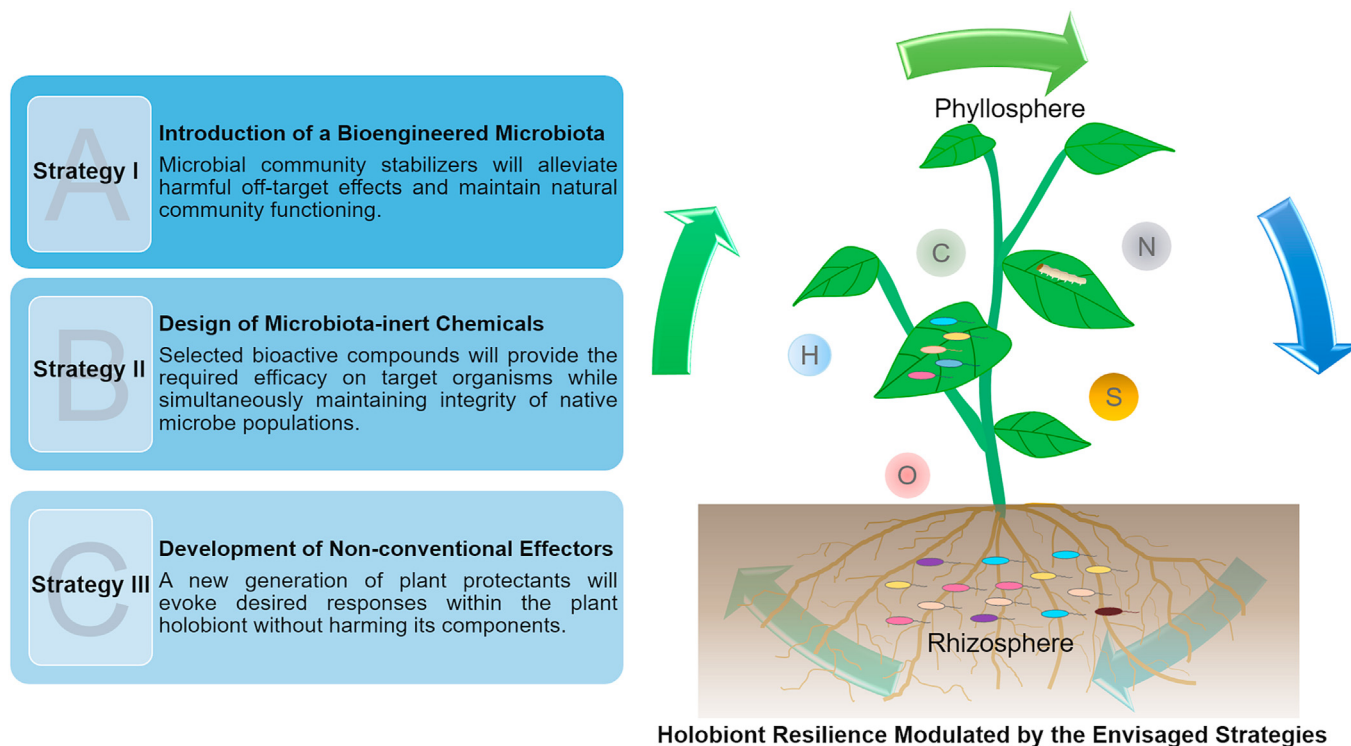 A
Strategy I
Introduction of a Bioengineered Microbiota
Microbial community stabilizers will alleviate
harmful off-target effects and maintain natural
community functioning.
B
Strategy II
Design of Microbiota-inert Chemicals
Selected bioactive compounds will provide the
required efficacy on target organisms while
simultaneously maintaining integrity of native
microbe populations.
C
Strategy III
Development of Non-conventional Effectors
A new generation of plant protectants will
evoke desired responses within the plant
holobiont without harming its components.
Phyllosphere
C
N
H
S
O
Rhizosphere
Holobiont Resilience Modulated by the Envisaged Strategies